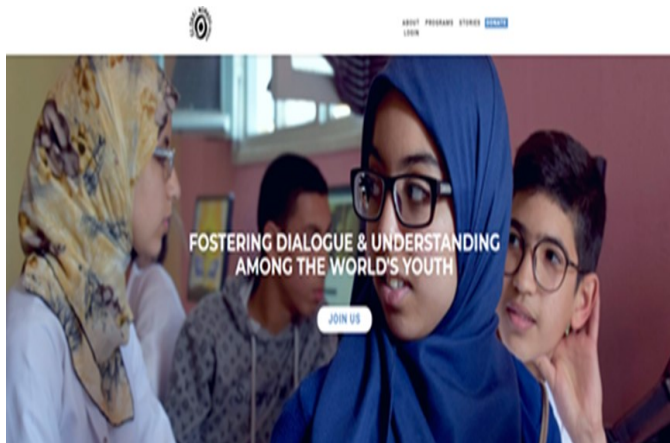 ABOUT PROGRAMS STORIES DONATE
LOGIN
FOSTERING DIALOGUE & UNDERSTANDING
AMONG THE WORLD'S YOUTH
JOIN US